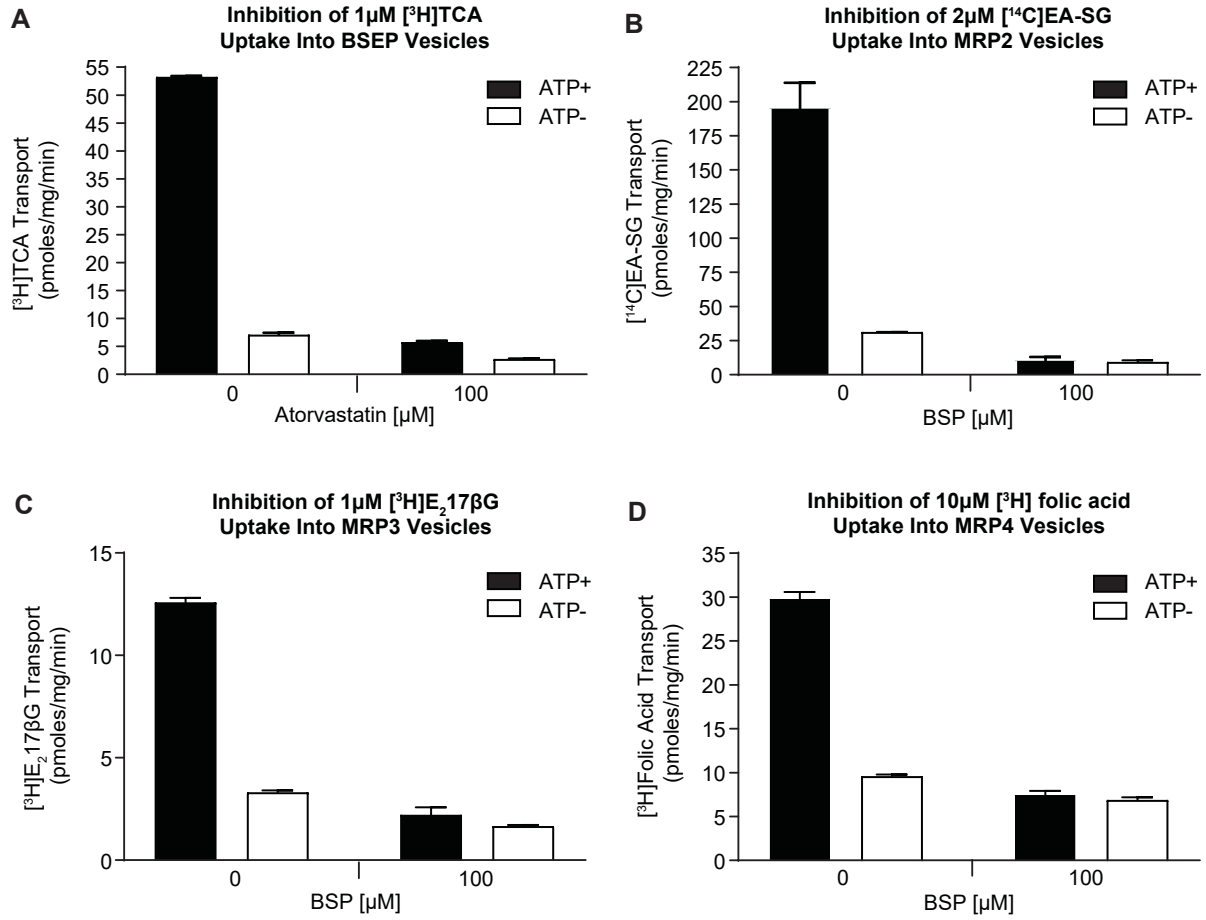 A
Inhibition of 1µM [³H]TCA
Uptake Into BSEP Vesicles
[³H]TCA Transport
(pmoles/mg/min)
55
50
45
40
35
30
25
20
15
10
5
0
ATP+
ATP-
0
100
Atorvastatin [µM]
B
Inhibition of 2µM [¹⁴C]EA-SG
Uptake Into MRP2 Vesicles
[¹⁴C]EA-SG Transport
(pmoles/mg/min)
225
200
175
150
125
100
75
50
25
0
ATP+
ATP-
0
100
BSP [µM]
C
Inhibition of 1µM [³H]E₂17βG
Uptake Into MRP3 Vesicles
[³H]E₂17βG Transport
(pmoles/mg/min)
15
10
5
0
ATP+
ATP-
0
100
BSP [µM]
D
Inhibition of 10µM [³H] folic acid
Uptake Into MRP4 Vesicles
[³H]Folic Acid Transport
(pmoles/mg/min)
35
30
25
20
15
10
5
0
ATP+
ATP-
0
100
BSP [µM]